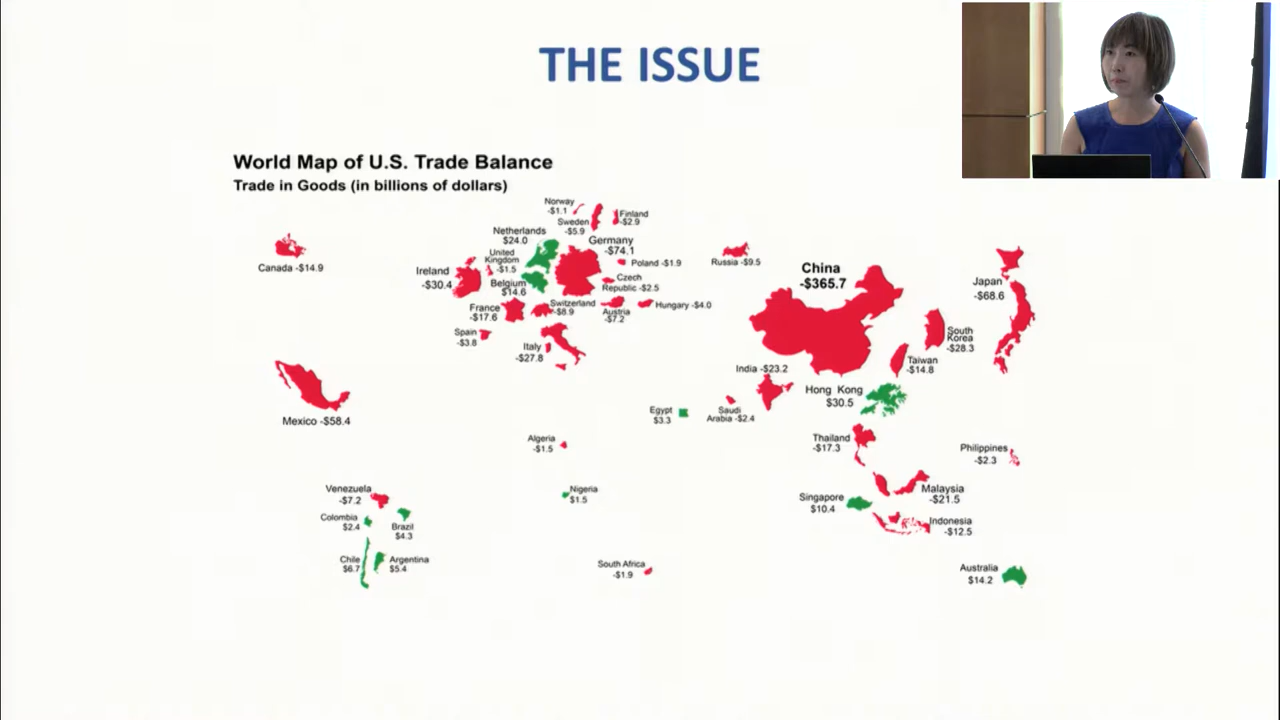 THE ISSUE
World Map of U.S. Trade Balance
Trade in Goods (in billions of dollars)
Norway
-$1.1
Sweden
-$5.9
Finland
-$2.9
Netherlands
$24.0
Germany
-$74.1
United
Kingdom
-$1.5
Poland -$1.9
Ireland
-$30.4
Belgium
$14.6
Czech
Republic -$2.5
France
-$17.6
Switzerland
-$8.9
Austria
-$7.2
Hungary -$4.0
Spain
-$3.8
Italy
-$27.8
Canada -$14.9
Russia -$9.5
China
-$365.7
Japan
-$68.6
South
Korea
-$28.3
Taiwan
-$14.8
India -$23.2
Hong Kong
$30.5
Mexico -$58.4
Egypt
$3.3
Saudi
Arabia -$2.4
Algeria
-$1.5
Thailand
-$17.3
Philippines
-$2.3
Venezuela
-$7.2
Nigeria
$1.5
Malaysia
-$21.5
Singapore
$10.4
Colombia
$2.4
Brazil
$4.3
Indonesia
-$12.5
Chile
$6.7
Argentina
$5.4
South Africa
-$1.9
Australia
$14.2